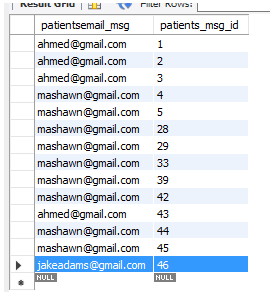 Result Grid Filter Rows:
patientsemail_msg patients_msg_id
ahmed@gmail.com 1
ahmed@gmail.com 2
ahmed@gmail.com 3
mashawn@gmail.com 4
mashawn@gmail.com 5
mashawn@gmail.com 28
mashawn@gmail.com 29
mashawn@gmail.com 33
mashawn@gmail.com 39
mashawn@gmail.com 42
ahmed@gmail.com 43
mashawn@gmail.com 44
mashawn@gmail.com 45
jakeadams@gmail.com 46
NULL NULL